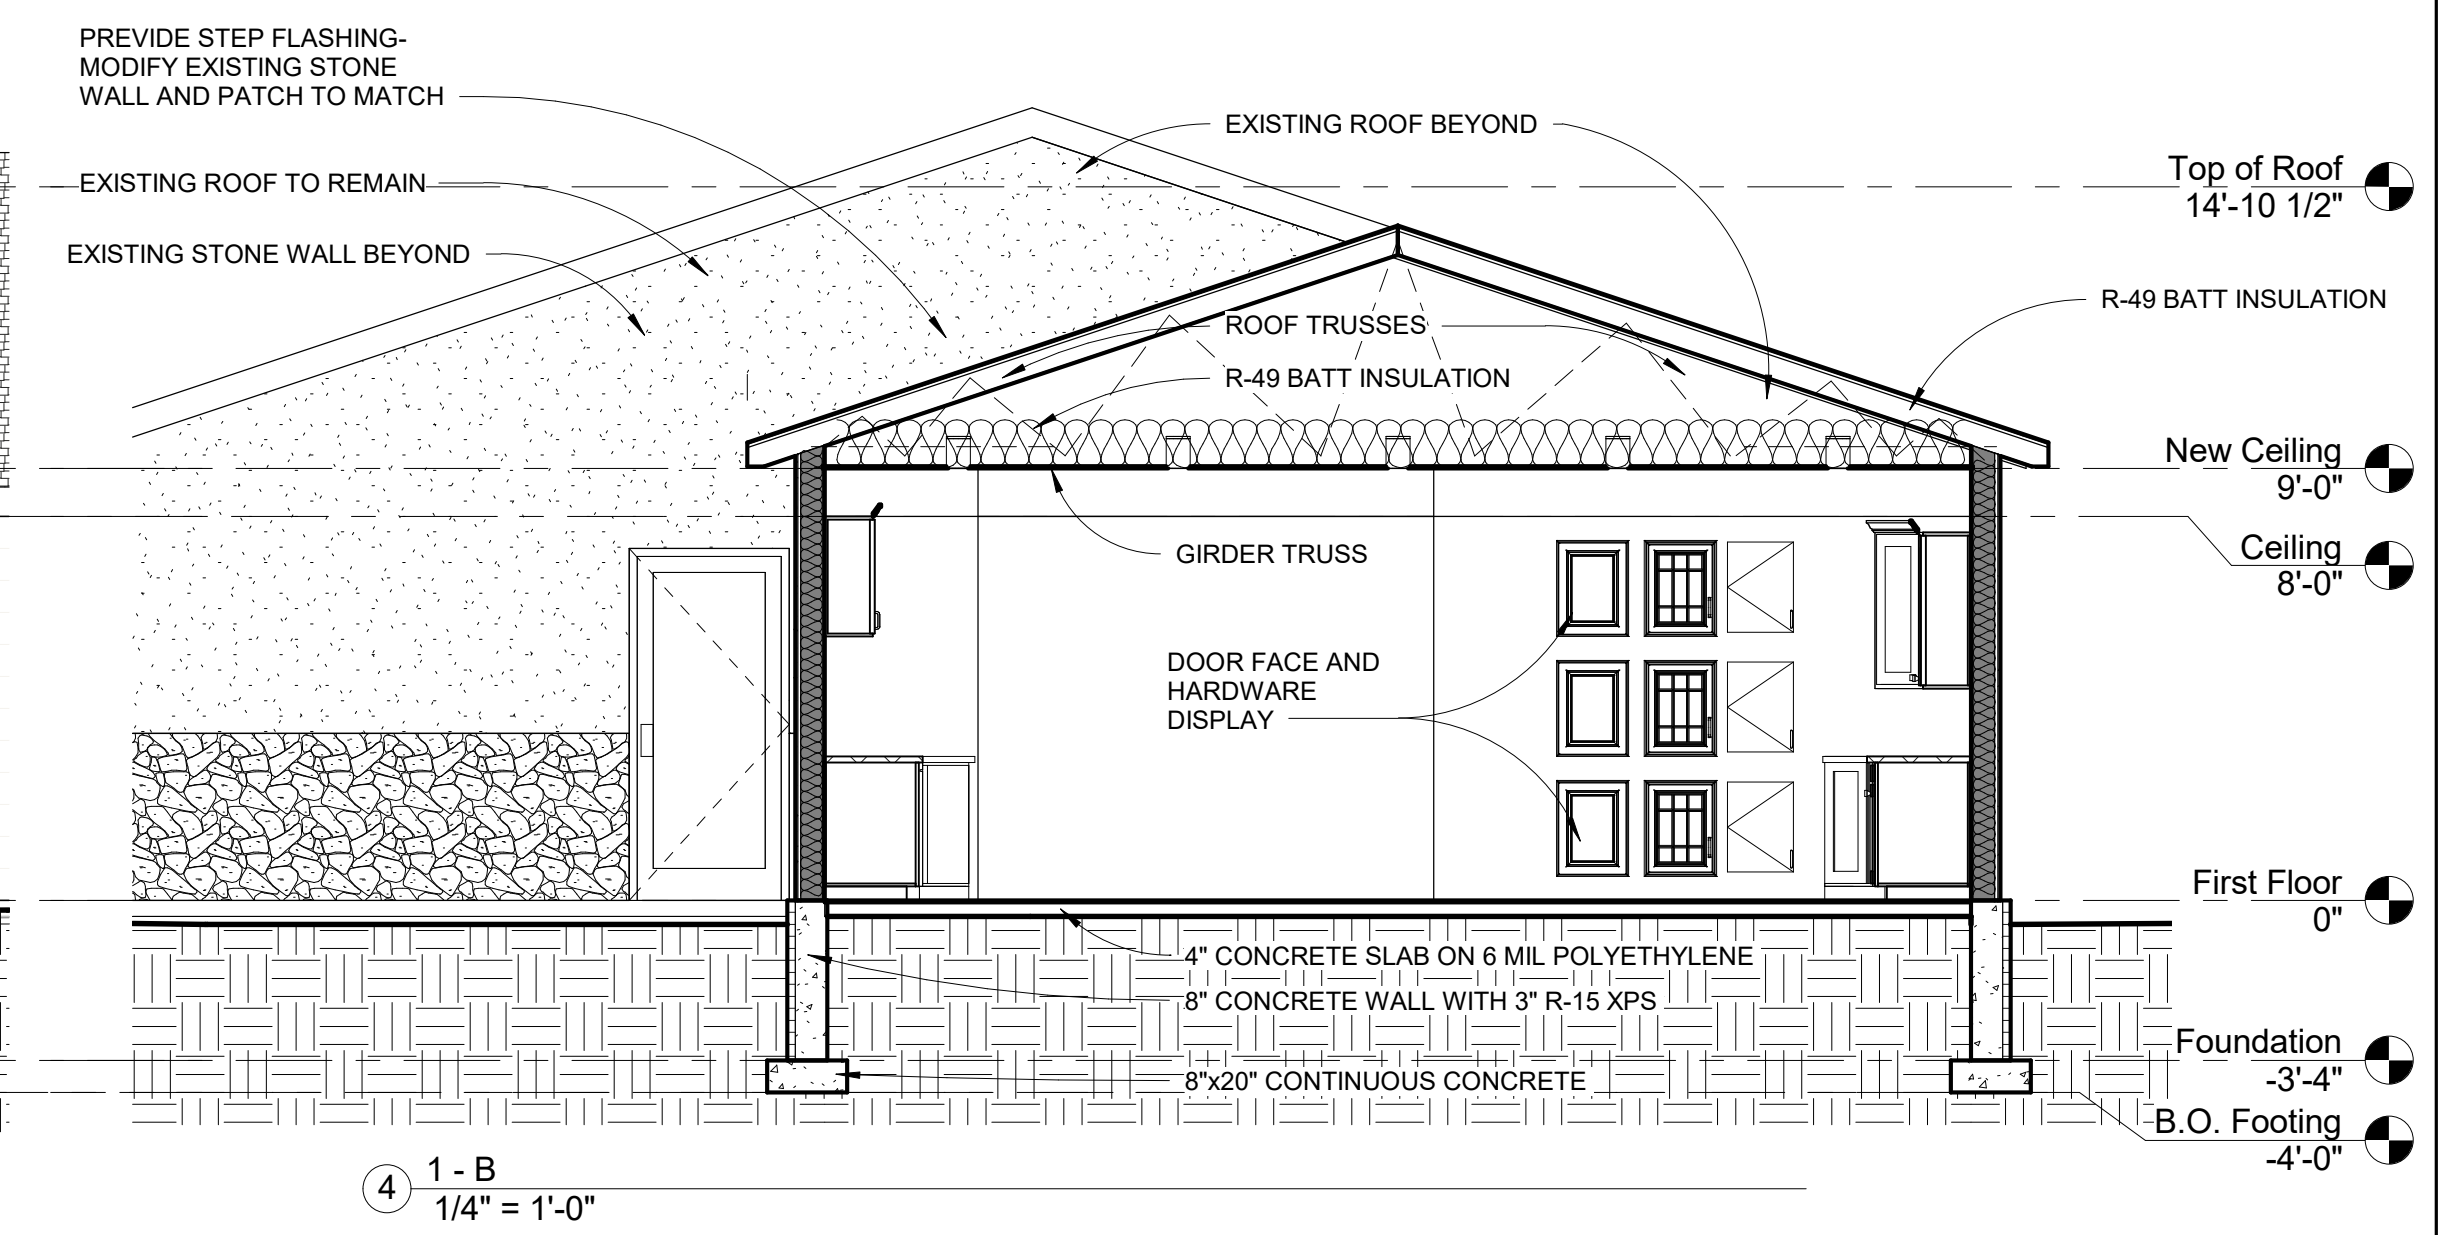 PREVIDE STEP FLASHING-
MODIFY EXISTING STONE
WALL AND PATCH TO MATCH
EXISTING ROOF BEYOND
EXISTING ROOF TO REMAIN
Top of Roof
14'-10 1/2"
EXISTING STONE WALL BEYOND
R-49 BATT INSULATION
ROOF TRUSSES
R-49 BATT INSULATION
New Ceiling
9'-0"
GIRDER TRUSS
Ceiling
8'-0"
DOOR FACE AND
HARDWARE
DISPLAY
First Floor
0"
4" CONCRETE SLAB ON 6 MIL POLYETHYLENE
8" CONCRETE WALL WITH 3" R-15 XPS
Foundation
-3'-4"
8"x20" CONTINUOUS CONCRETE
B.O. Footing
-4'-0"
4
1 - B
1/4" = 1'-0"